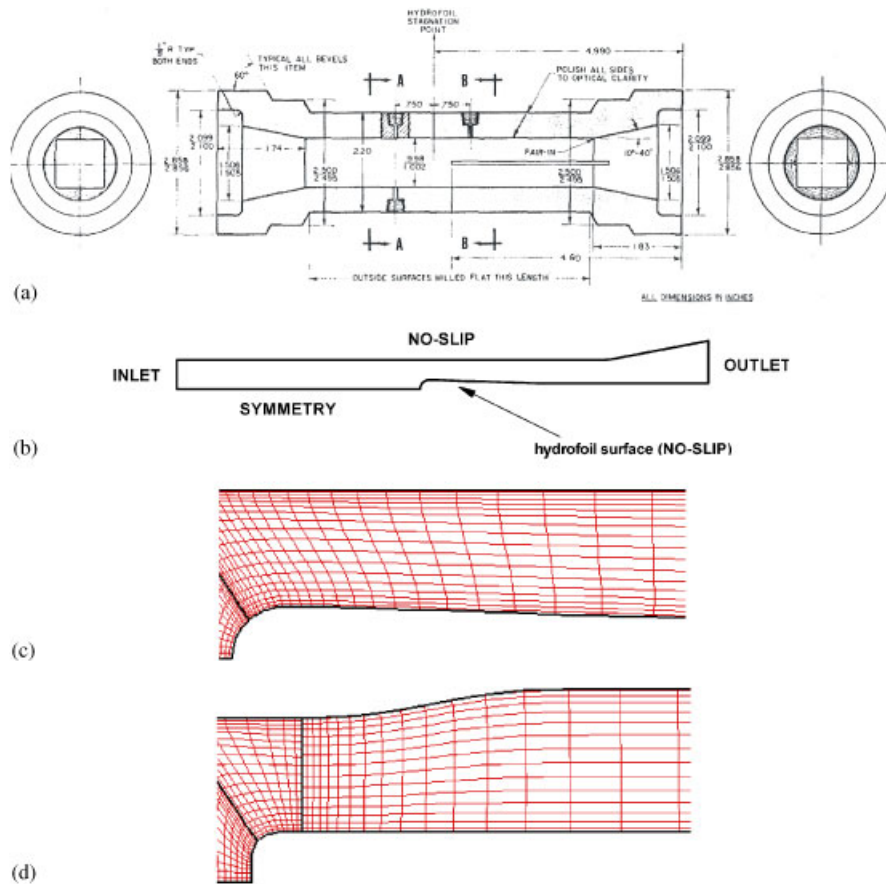 HYDROFOIL
STAGNATION
POINT
4.990
1/8" R TYP.
BOTH ENDS
60°
TYPICAL ALL BEVELS
THIS ITEM
A
B
.750
.750
POLISH ALL SIDES
TO OPTICAL CLARITY
FAIR-IN
10°-40°
2.858
2.856
2.099
2.100
1.506
1.505
1.74
2.500
2.495
2.20
.998
1.002
2.500
2.495
1.506
1.505
2.099
2.100
2.858
2.856
A
B
1.83
4.60
OUTSIDE SURFACES MILLED FLAT THIS LENGTH
ALL DIMENSIONS IN INCHES
(a)
NO-SLIP
INLET
OUTLET
SYMMETRY
hydrofoil surface (NO-SLIP)
(b)
(c)
(d)